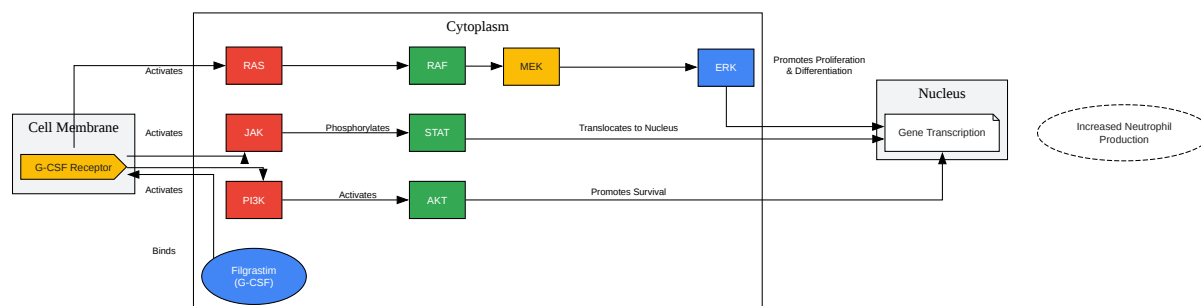 Cytoplasm
Activates
RAS
RAF
MEK
ERK
Promotes Proliferation
& Differentiation
Nucleus
Gene Transcription
Increased Neutrophil
Production
Cell Membrane
G-CSF Receptor
Activates
JAK
Phosphorylates
STAT
Translocates to Nucleus
Activates
PI3K
Activates
AKT
Promotes Survival
Binds
Filgrastim
(G-CSF)